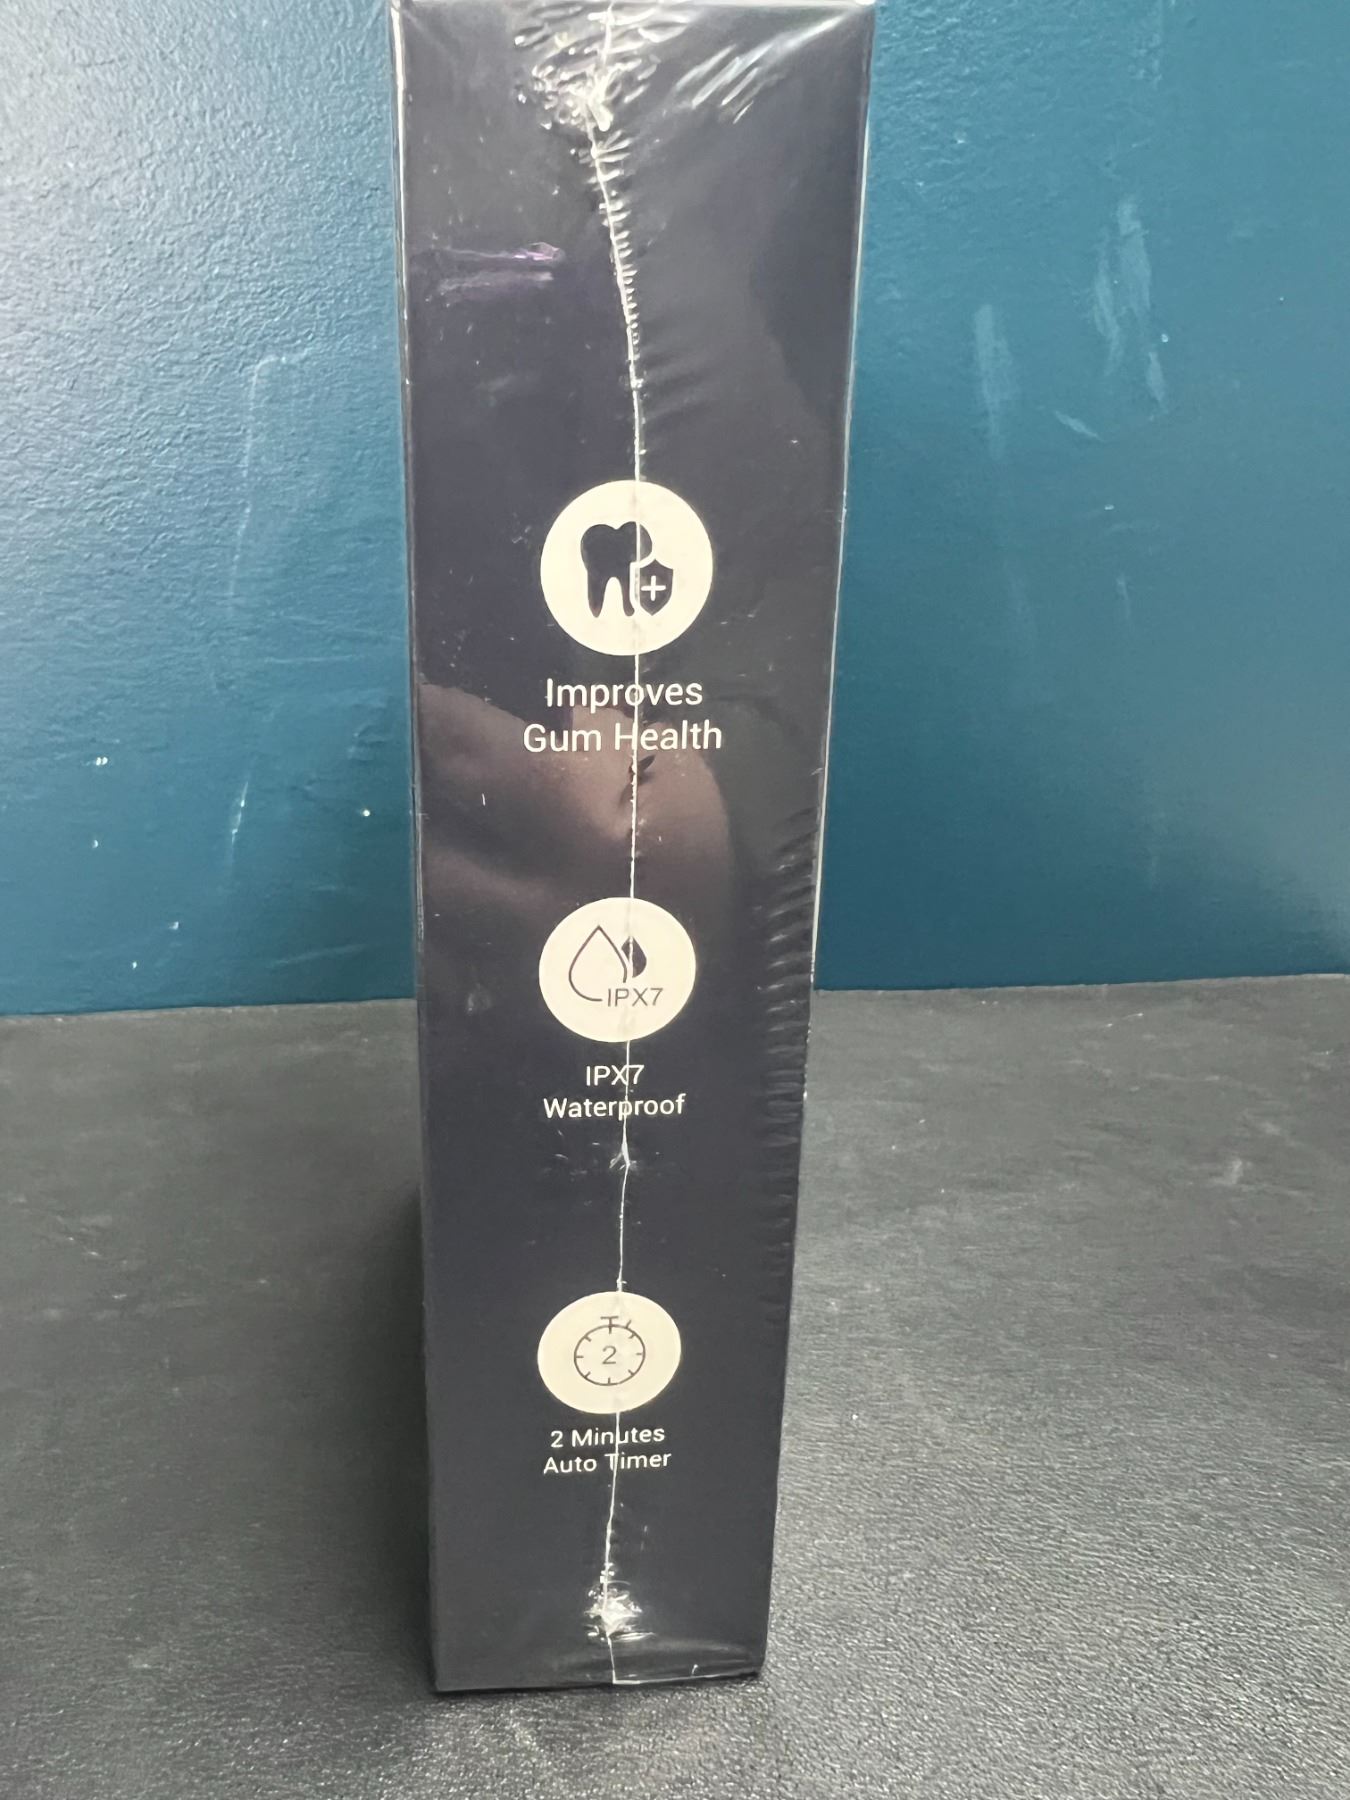 Improves
Gum Health
IPX7
IPX7
Waterproof
2
2 Minutes
Auto Timer